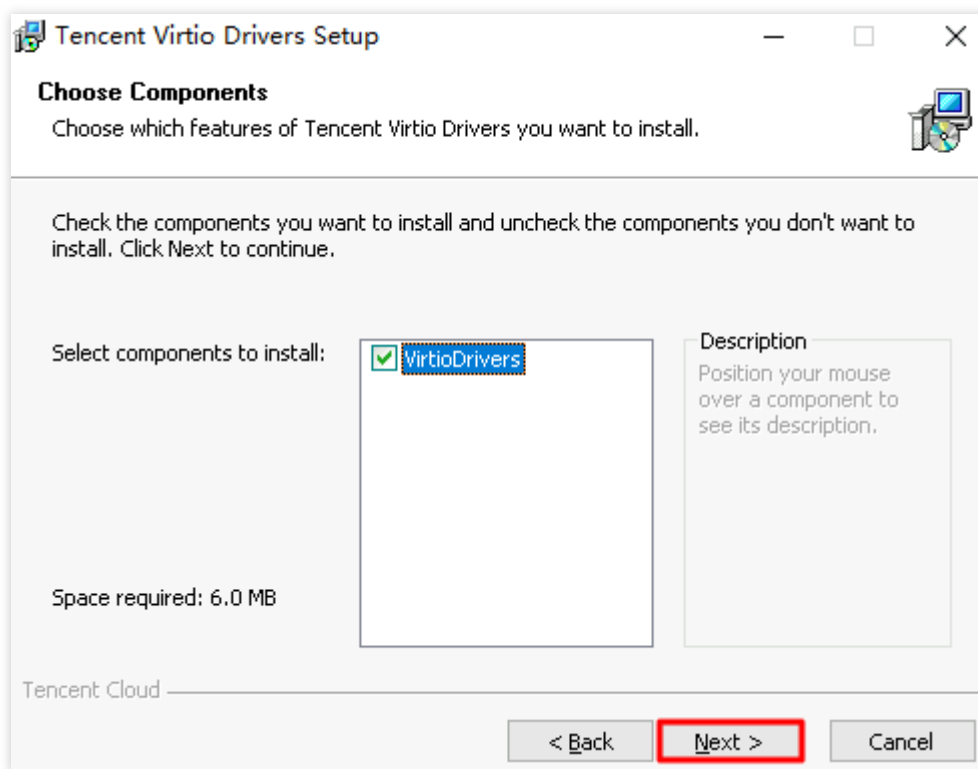 Tencent Virtio Drivers Setup
Choose Components
Choose which features of Tencent Virtio Drivers you want to install.
Check the components you want to install and uncheck the components you don't want to
install. Click Next to continue.
Select components to install:
VirtioDrivers
Description
Position your mouse
over a component to
see its description.
Space required: 6.0 MB
Tencent Cloud
< Back
Next >
Cancel